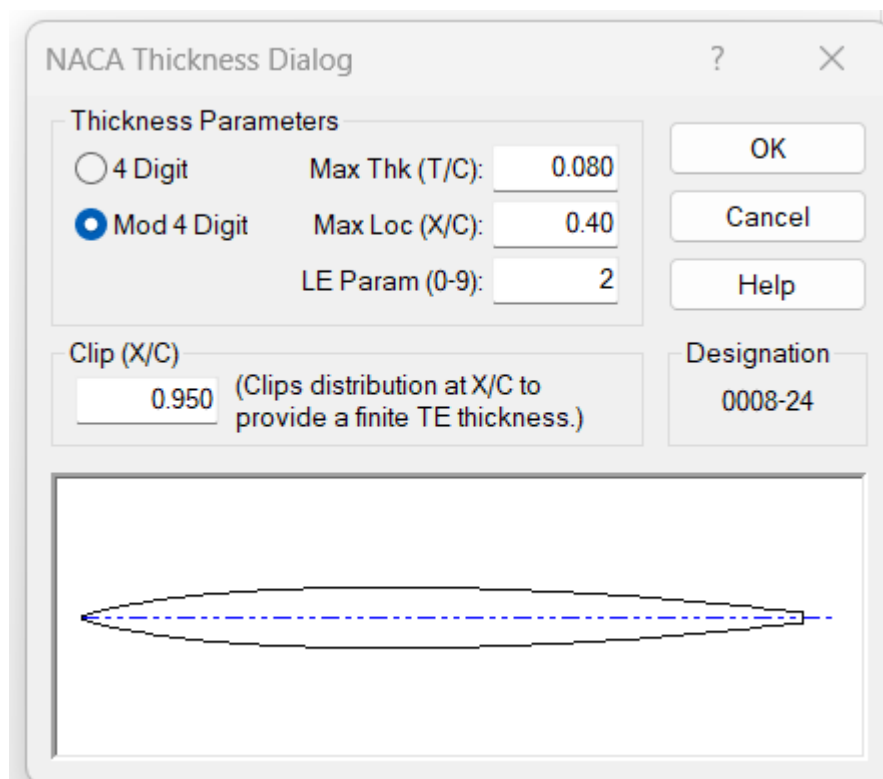 NACA Thickness Dialog
?
Thickness Parameters
4 Digit
Max Thk (T/C): 0.080
Mod 4 Digit
Max Loc (X/C): 0.40
LE Param (0-9): 2
OK
Cancel
Help
Clip (X/C)
0.950
(Clips distribution at X/C to
provide a finite TE thickness.)
Designation
0008-24